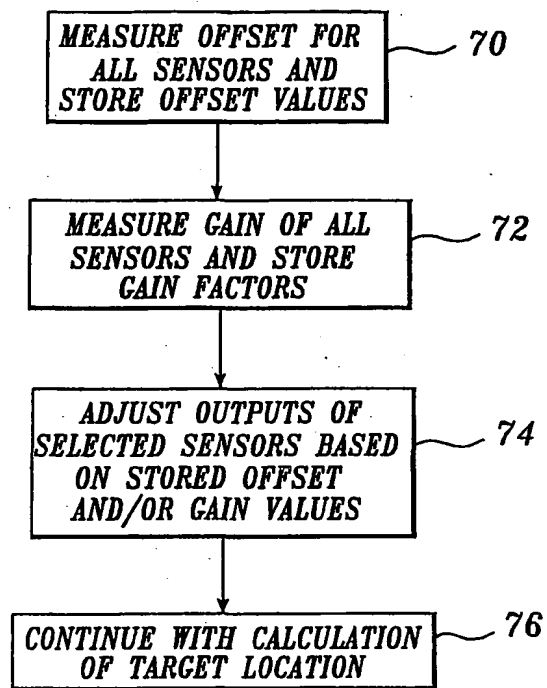 MEASURE OFFSET FOR
ALL SENSORS AND
STORE OFFSET VALUES
70
MEASURE GAIN OF ALL
SENSORS AND STORE
GAIN FACTORS
72
ADJUST OUTPUTS OF
SELECTED SENSORS BASED
ON STORED OFFSET
AND/OR GAIN VALUES
74
CONTINUE WITH CALCULATION
OF TARGET LOCATION
76